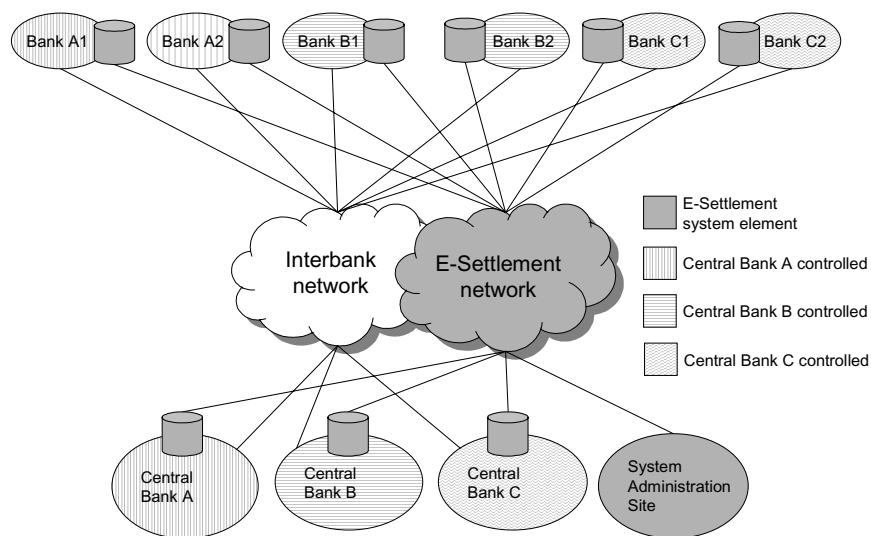 Bank A1
Bank A2
Bank B1
Bank B2
Bank C1
Bank C2
Interbank
network
E-Settlement
network
E-Settlement
system element
Central Bank A controlled
Central Bank B controlled
Central Bank C controlled
Central
Bank A
Central
Bank B
Central
Bank C
System
Administration
Site